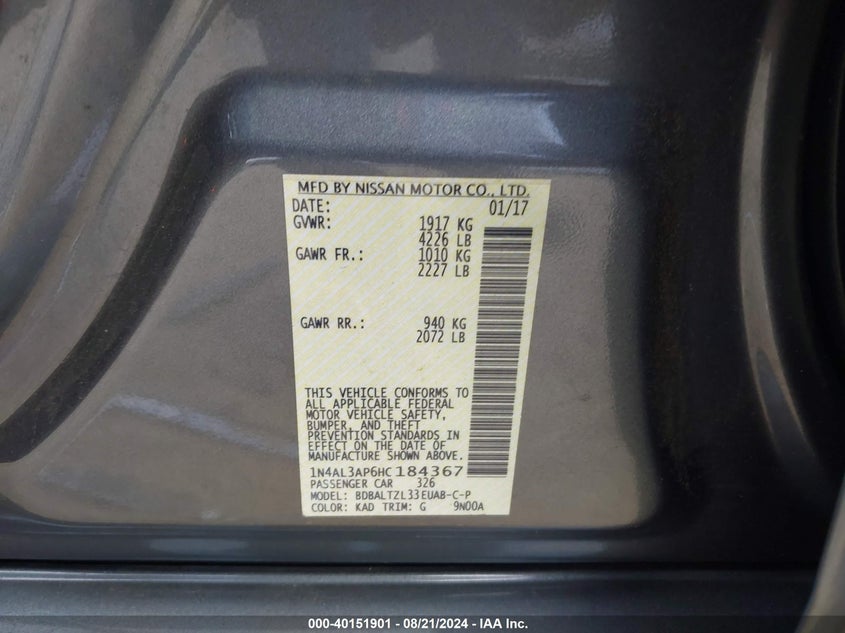 MFD BY NISSAN MOTOR CO., LTD.
DATE: 01/17
GVWR: 1917 KG
4226 LB
GAWR FR.: 1010 KG
2227 LB
GAWR RR.: 940 KG
2072 LB
THIS VEHICLE CONFORMS TO
ALL APPLICABLE FEDERAL
MOTOR VEHICLE SAFETY,
BUMPER, AND THEFT
PREVENTION STANDARDS IN
EFFECT ON THE DATE OF
MANUFACTURE SHOWN ABOVE.
1N4AL3AP6HC184367
PASSENGER CAR 326
MODEL: BDBALTZL33EUAB-C-P
COLOR: KAD TRIM: G 9N00A
000-40151901 - 08/21/2024 - IAA Inc.